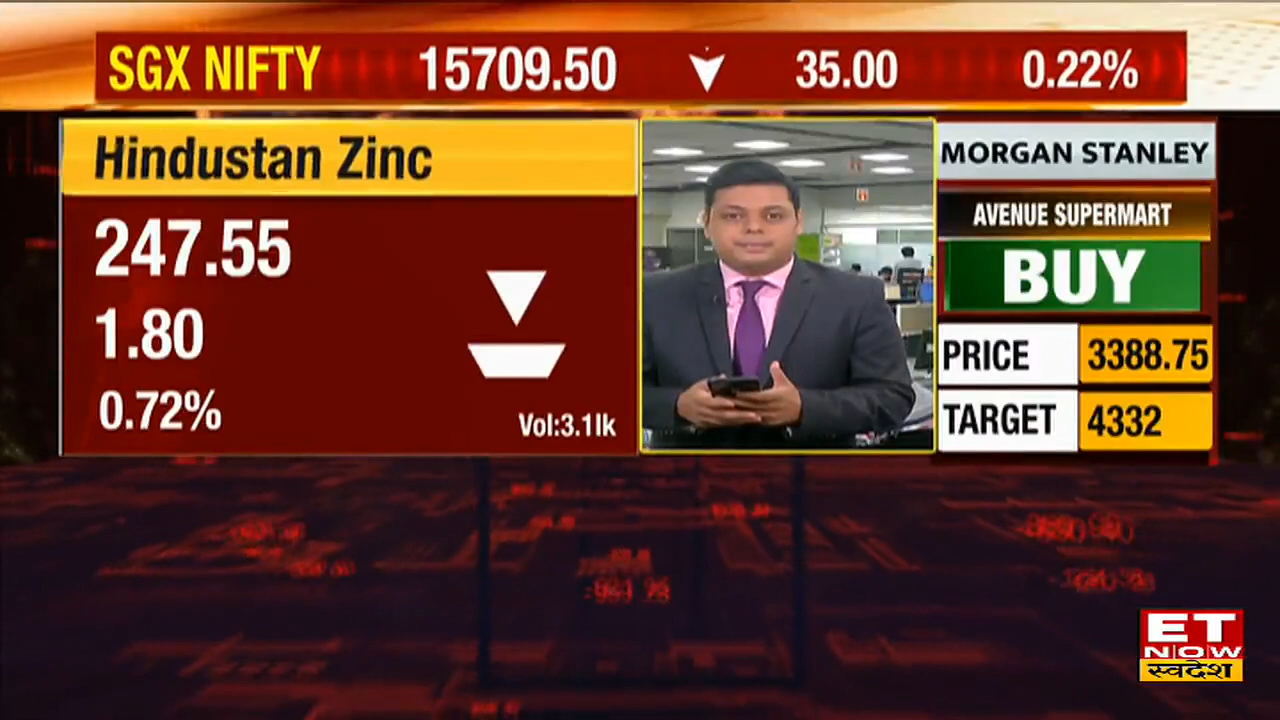 SGX NIFTY 15709.50 35.00 0.22%
Hindustan Zinc
247.55
1.80
0.72%
Vol:3.1lk
MORGAN STANLEY
AVENUE SUPERMART
BUY
PRICE 3388.75
TARGET 4332
ET
NOW
स्वदेश